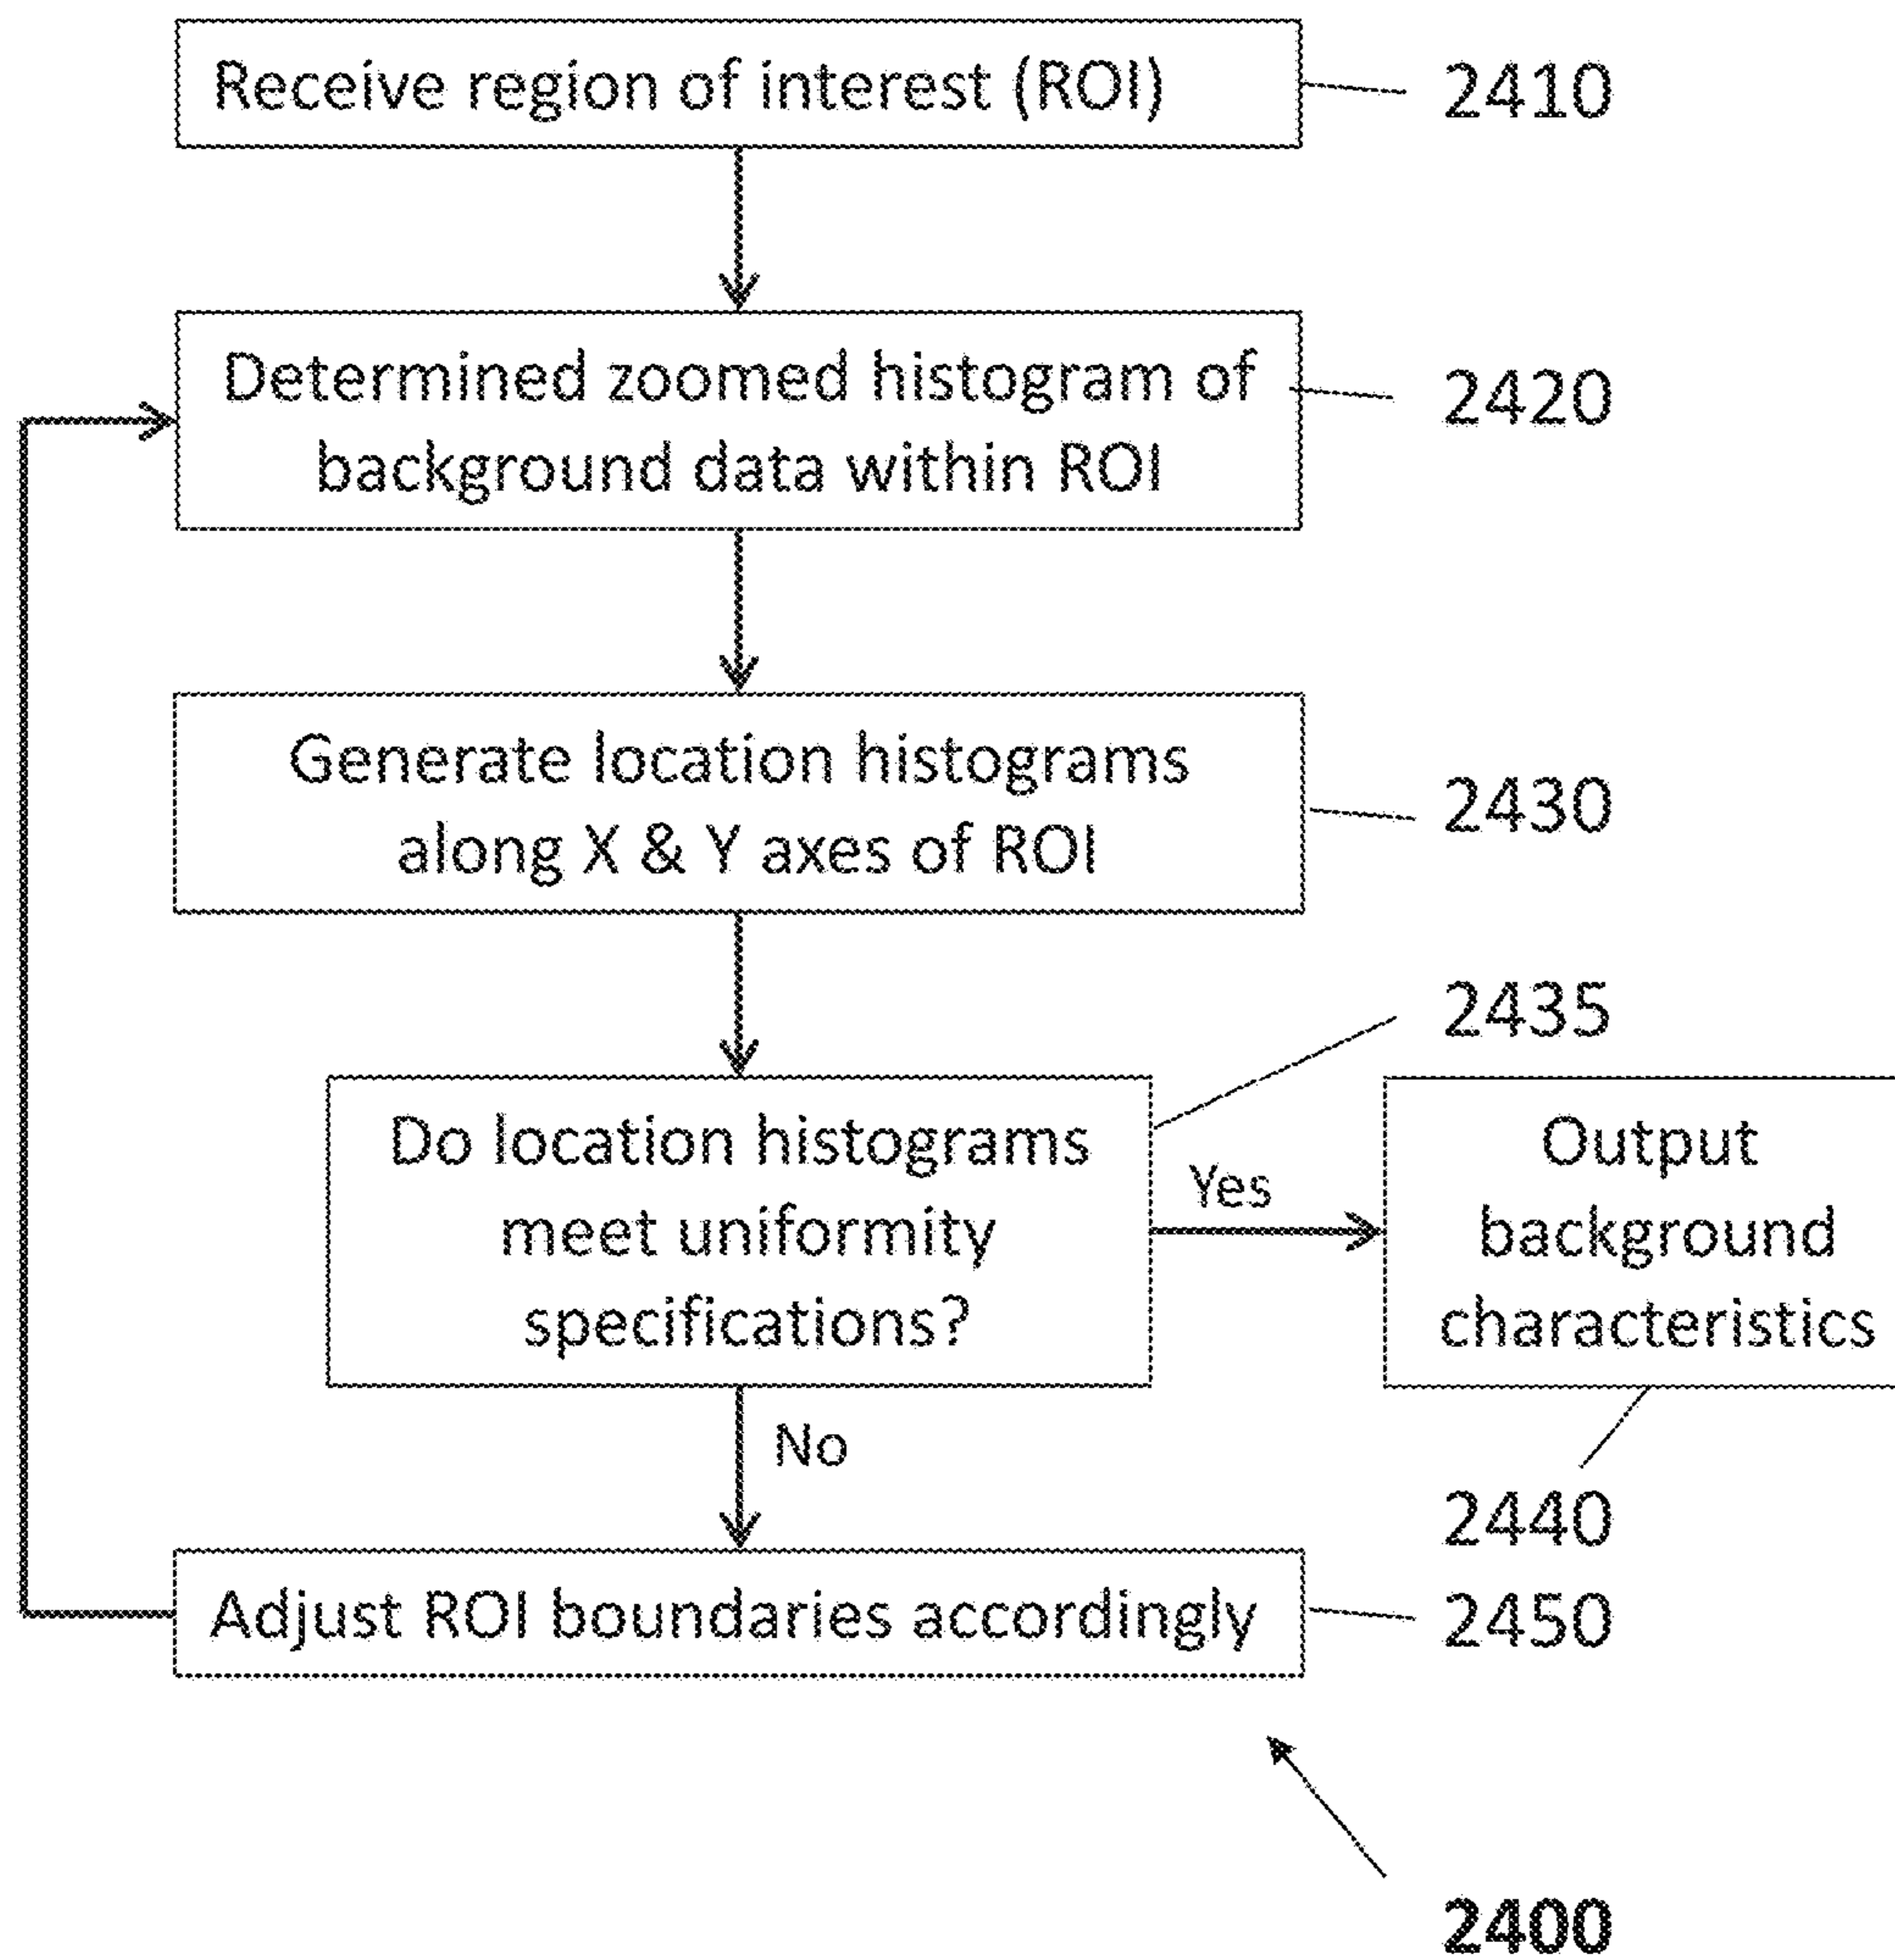 Receive region of interest (ROI)
2410
Determined zoomed histogram of
background data within ROI
2420
Generate location histograms
along X & Y axes of ROI
2430
2435
Do location histograms
meet uniformity
specifications?
Yes
Output
background
characteristics
No
2440
Adjust ROI boundaries accordingly
2450
2400